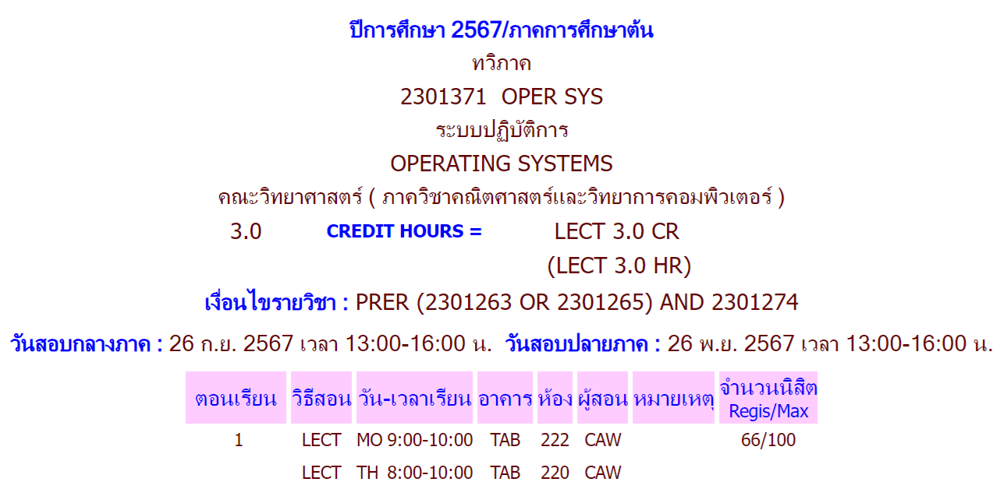 ปีการศึกษา 2567/ภาคการศึกษาต้น
ทวิภาค
2301371 OPER SYS
ระบบปฏิบัติการ
OPERATING SYSTEMS
คณะวิทยาศาสตร์ ( ภาควิชาคณิตศาสตร์และวิทยาการคอมพิวเตอร์ )
3.0 CREDIT HOURS = LECT 3.0 CR
(LECT 3.0 HR)
เงื่อนไขรายวิชา : PRER (2301263 OR 2301265) AND 2301274
วันสอบกลางภาค : 26 ก.ย. 2567 เวลา 13:00-16:00 น. วันสอบปลายภาค : 26 พ.ย. 2567 เวลา 13:00-16:00 น.
ตอนเรียน วิธีสอน วัน-เวลาเรียน อาคาร ห้อง ผู้สอน หมายเหตุ จำนวนนิสิต
Regis/Max
1 LECT MO 9:00-10:00 TAB 222 CAW 66/100
LECT TH 8:00-10:00 TAB 220 CAW